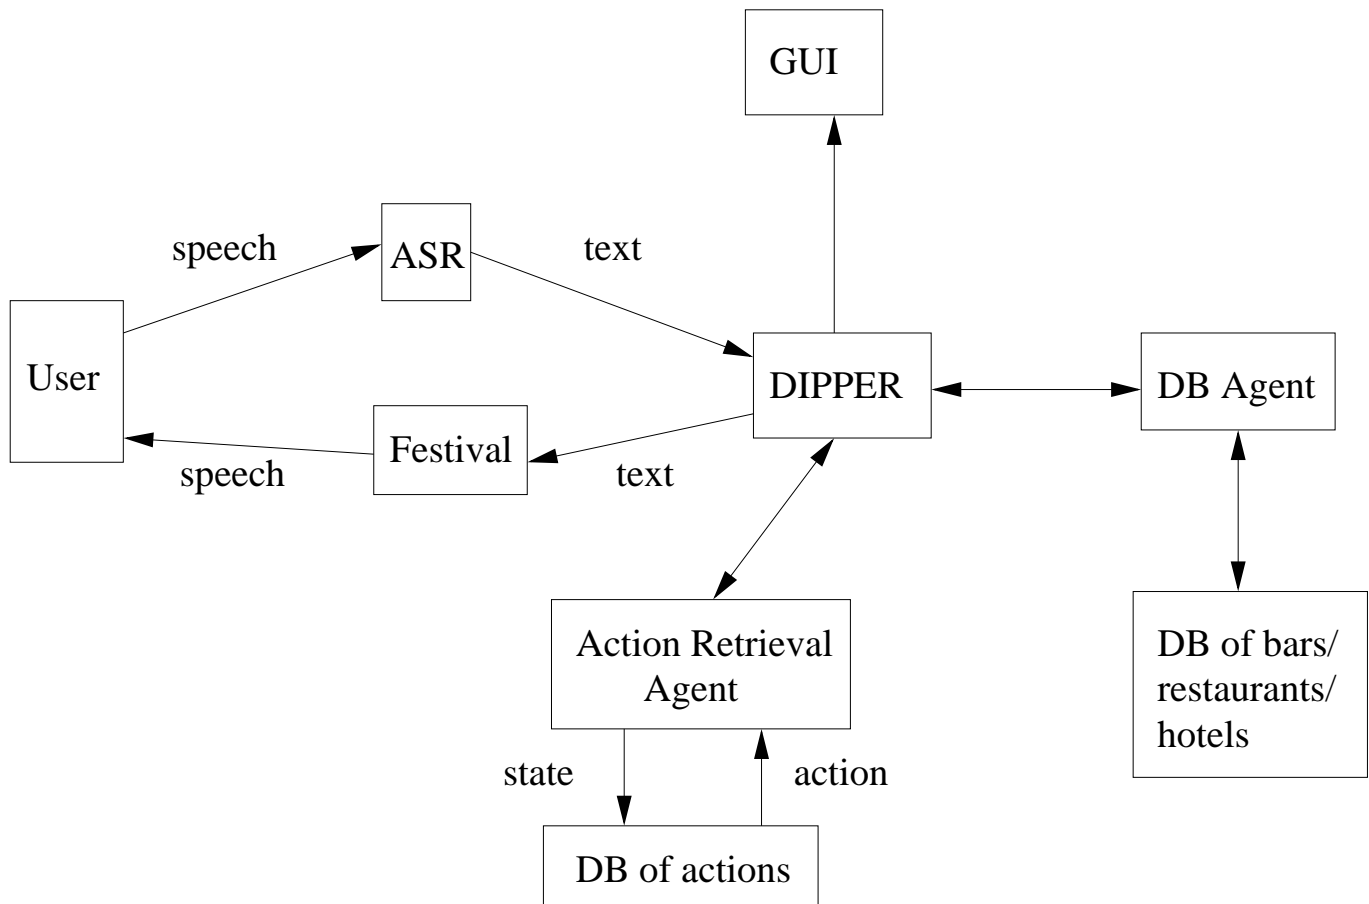 GUI
speech
ASR
text
User
DIPPER
DB Agent
Festival
speech
text
Action Retrieval
Agent
DB of bars/
restaurants/
hotels
state
action
DB of actions